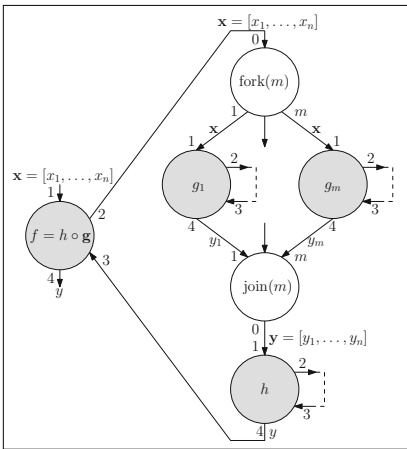 x = [x₁, . . . , xₙ]
0
fork(m)
1
m
x
x
1
1
2
2
g₁
gₘ
3
3
4
4
x = [x₁, . . . , xₙ]
1
2
f = h ∘ g
3
4
y
y₁
yₘ
1
m
join(m)
0
1
y = [y₁, . . . , yₙ]
2
h
3
4
y